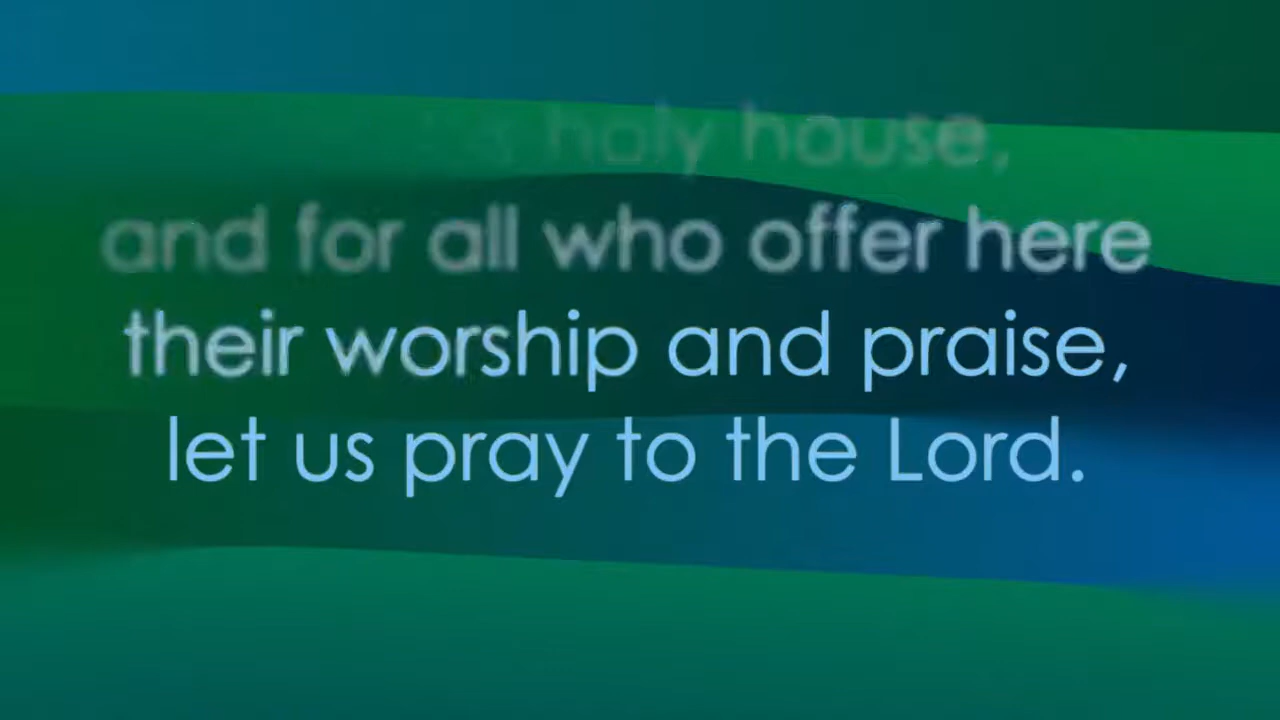 holy house,
and for all who offer here
their worship and praise,
let us pray to the Lord.